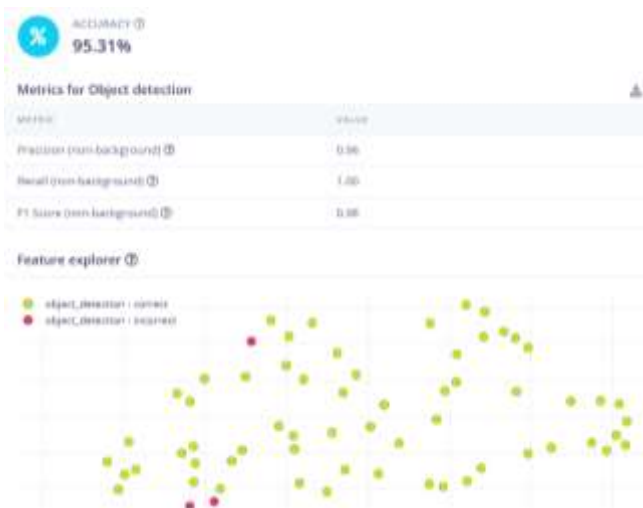 ACCURACY
95.31%
Metrics for Object detection
METRIC VALUE
Precision (non-background) 0.96
Recall (non-background) 1.00
F1 Score (non-background) 0.98
Feature explorer
object_detection - correct
object_detection - incorrect